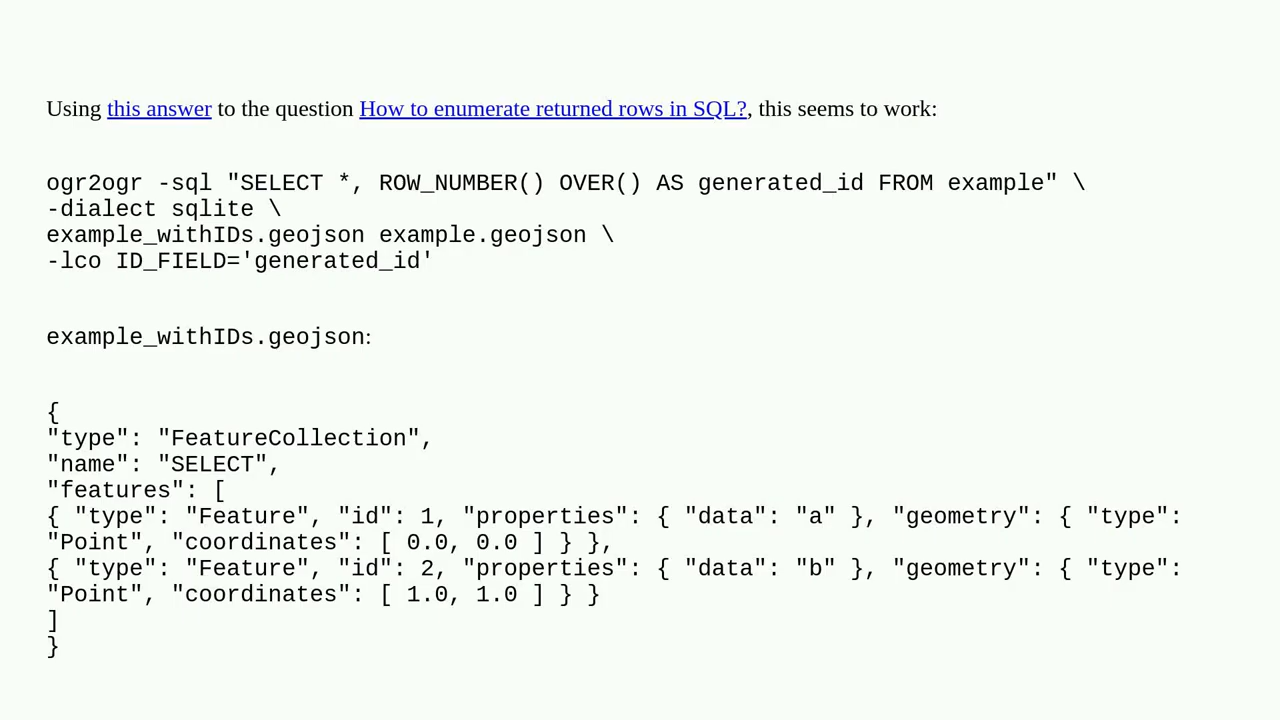 Using this answer to the question How to enumerate returned rows in SQL?, this seems to work:
ogr2ogr -sql "SELECT *, ROW_NUMBER() OVER() AS generated_id FROM example" \
-dialect sqlite \
example_withIDs.geojson example.geojson \
-lco ID_FIELD='generated_id'
example_withIDs.geojson:
{
"type": "FeatureCollection",
"name": "SELECT",
"features": [
{ "type": "Feature", "id": 1, "properties": { "data": "a" }, "geometry": { "type":
"Point", "coordinates": [ 0.0, 0.0 ] } },
{ "type": "Feature", "id": 2, "properties": { "data": "b" }, "geometry": { "type":
"Point", "coordinates": [ 1.0, 1.0 ] } }
]
}